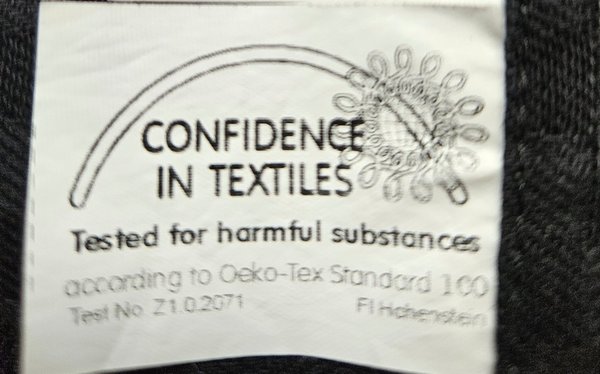 CONFIDENCE
IN TEXTILES
Tested for harmful substances
according to Oeko-Tex Standard 100
Test No. Z1.0.2071 FI Hohenstein